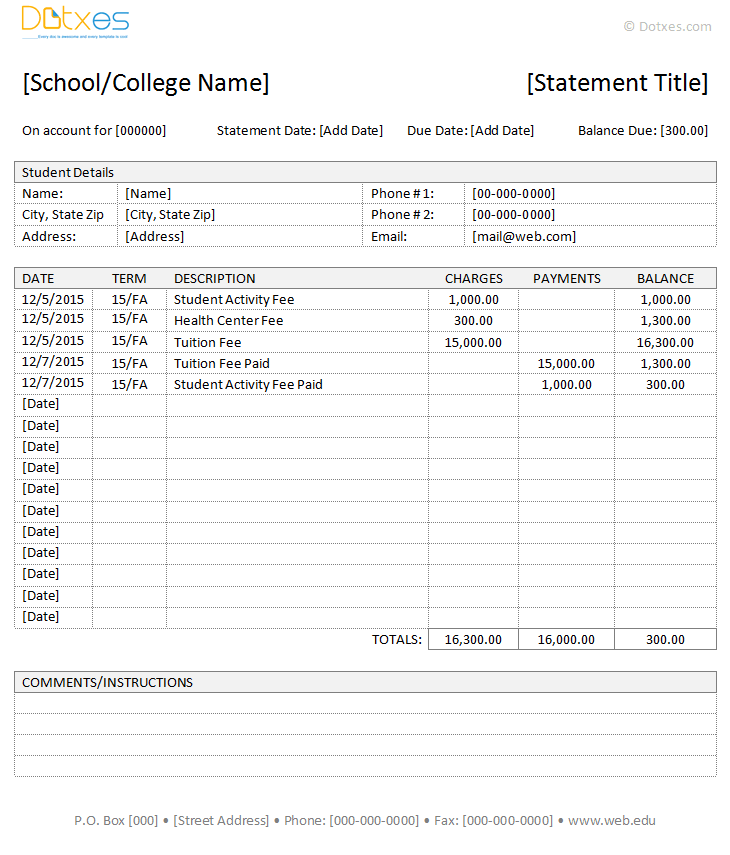 Dotxes
Every doc is awesome and every template is cool
© Dotxes.com
[School/College Name] [Statement Title]
On account for [000000] Statement Date: [Add Date] Due Date: [Add Date] Balance Due: [300.00]
Student Details
Name: [Name] Phone # 1: [00-000-0000]
City, State Zip [City, State Zip] Phone # 2: [00-000-0000]
Address: [Address] Email: [mail@web.com]
DATE TERM DESCRIPTION CHARGES PAYMENTS BALANCE
12/5/2015 15/FA Student Activity Fee 1,000.00 1,000.00
12/5/2015 15/FA Health Center Fee 300.00 1,300.00
12/5/2015 15/FA Tuition Fee 15,000.00 16,300.00
12/7/2015 15/FA Tuition Fee Paid 15,000.00 1,300.00
12/7/2015 15/FA Student Activity Fee Paid 1,000.00 300.00
[Date]
[Date]
[Date]
[Date]
[Date]
[Date]
[Date]
[Date]
[Date]
[Date]
[Date]
TOTALS: 16,300.00 16,000.00 300.00
COMMENTS/INSTRUCTIONS
P.O. Box [000] • [Street Address] • Phone: [000-000-0000] • Fax: [000-000-0000] • www.web.edu